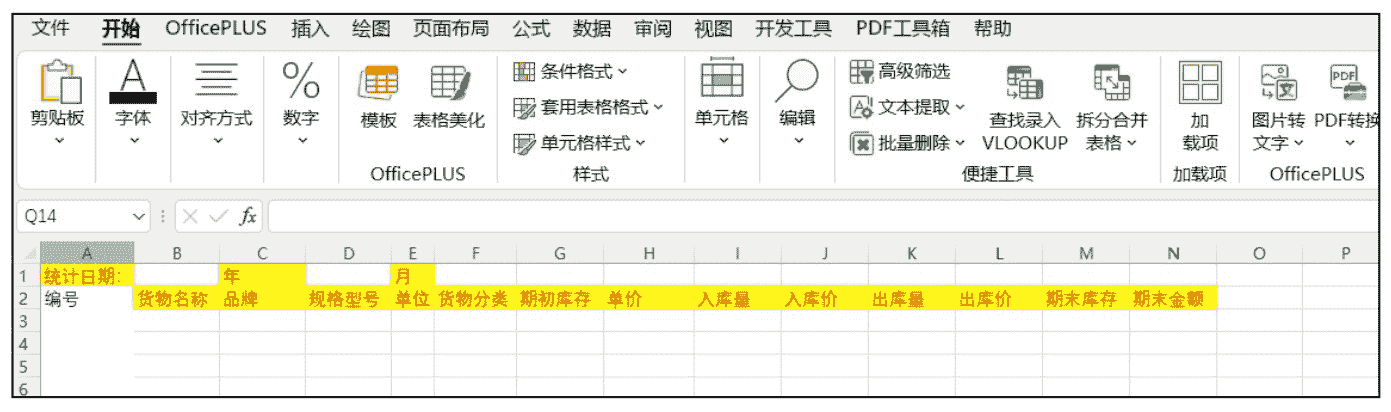 文件 开始 OfficePLUS 插入 绘图 页面布局 公式 数据 审阅 视图 开发工具 PDF工具箱 帮助
剪贴板
字体
对齐方式
数字
模板 表格美化
OfficePLUS
条件格式
套用表格格式
单元格样式
样式
单元格
编辑
高级筛选
文本提取
批量删除
查找录入
VLOOKUP
拆分合并
表格
便捷工具
加
载项
加载项
图片转
文字
PDF转换
OfficePLUS
Q14 fx
A B C D E F G H I J K L M N O P
1 统计日期: 年 月
2 编号 货物名称 品牌 规格型号 单位 货物分类 期初库存 单价 入库量 入库价 出库量 出库价 期末库存 期末金额
3
4
5
6